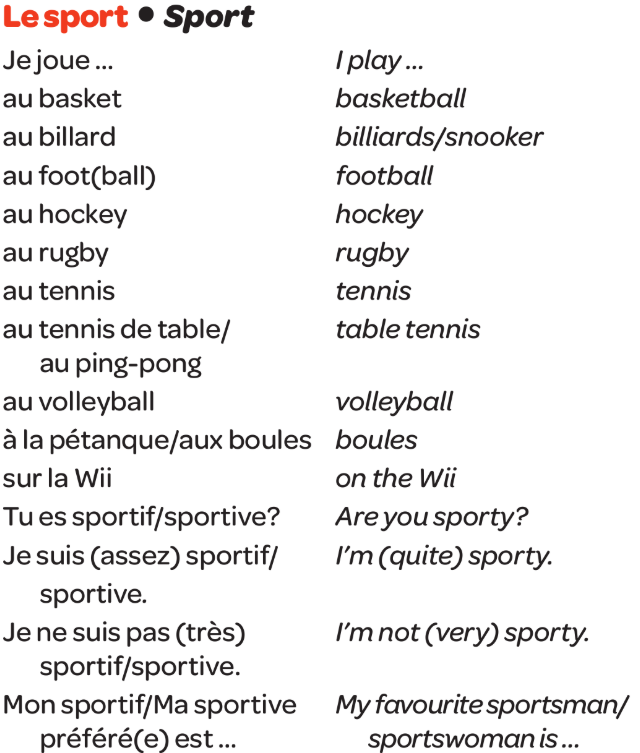 Le sport • Sport
Je joue ... I play ...
au basket basketball
au billard billiards/snooker
au foot(ball) football
au hockey hockey
au rugby rugby
au tennis tennis
au tennis de table/ table tennis
au ping-pong
au volleyball volleyball
à la pétanque/aux boules boules
sur la Wii on the Wii
Tu es sportif/sportive? Are you sporty?
Je suis (assez) sportif/ I'm (quite) sporty.
sportive.
Je ne suis pas (très) I'm not (very) sporty.
sportif/sportive.
Mon sportif/Ma sportive My favourite sportsman/
préféré(e) est ... sportswoman is ...